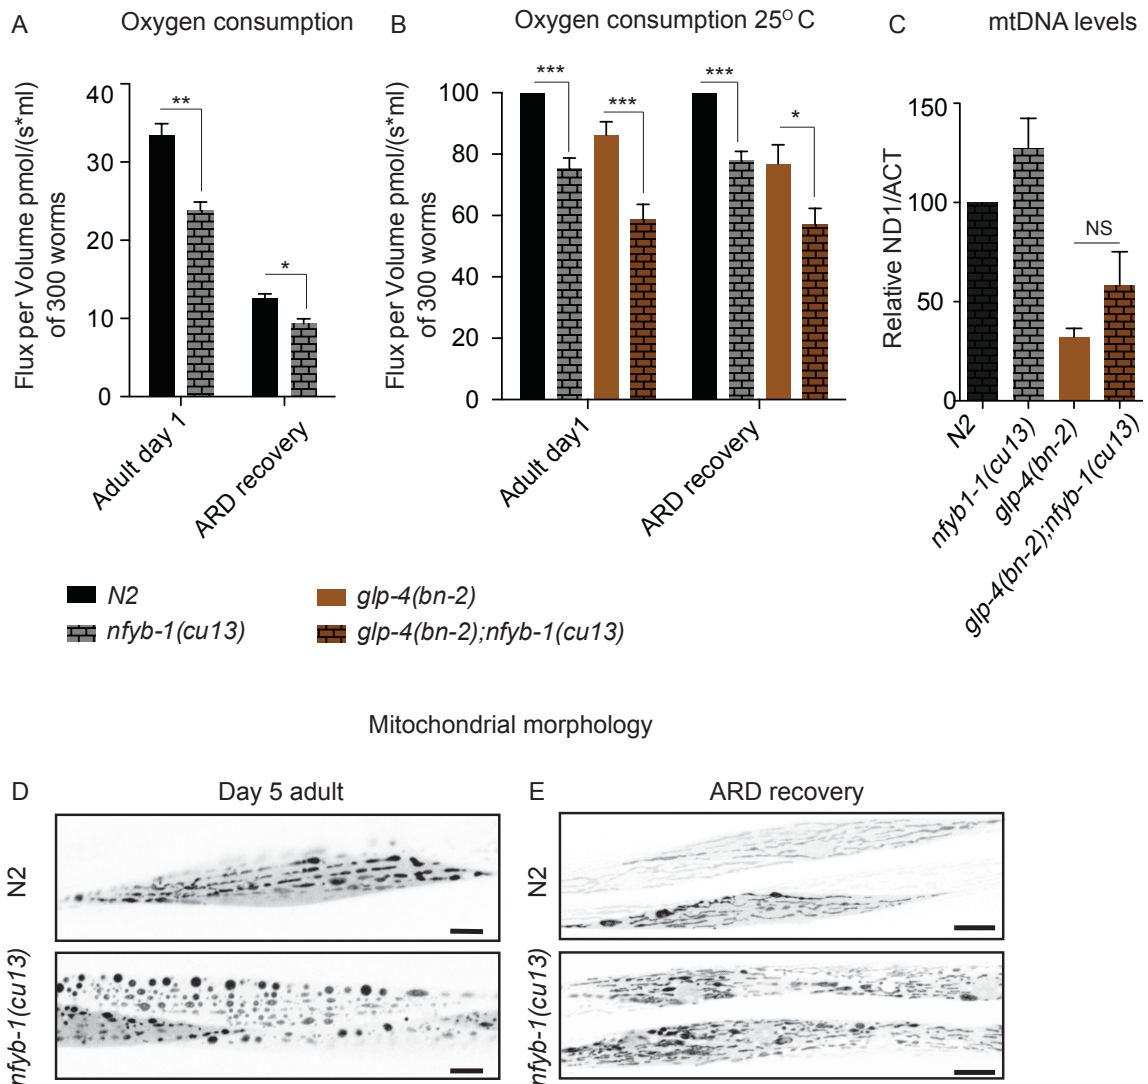 A
Oxygen consumption
Flux per Volume pmol/(s*ml)
of 300 worms
40
30
20
10
0
**
*
Adult day 1
ARD recovery
B
Oxygen consumption 25O C
Flux per Volume pmol/(s*ml)
of 300 worms
100
80
60
40
20
0
***
***
***
*
Adult day1
ARD recovery
C
mtDNA levels
Relative ND1/ACT
150
100
50
0
NS
N2
nfyb1-1(cu13)
glp-4(bn-2)
glp-4(bn-2);nfyb-1(cu13)
N2
nfyb-1(cu13)
glp-4(bn-2)
glp-4(bn-2);nfyb-1(cu13)
Mitochondrial morphology
D
Day 5 adult
N2
nfyb-1(cu13)
E
ARD recovery
N2
nfyb-1(cu13)